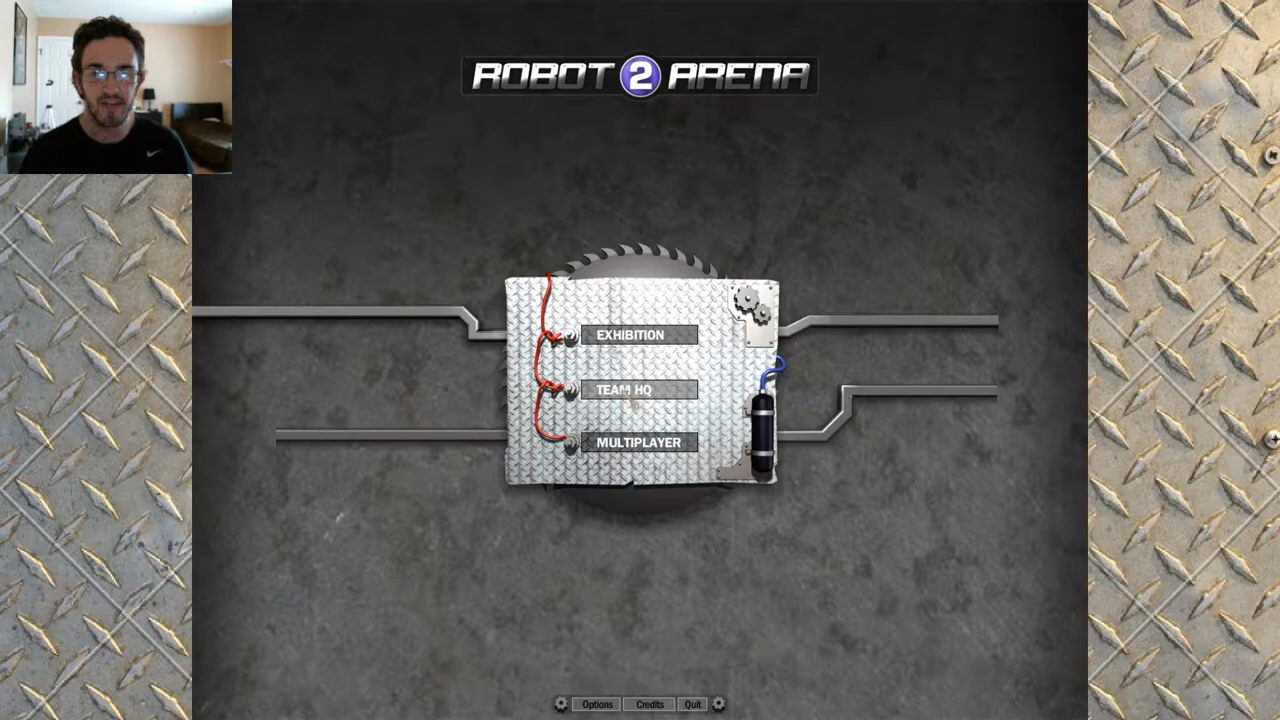 ROBOT 2 ARENA
EXHIBITION
TEAM HQ
MULTIPLAYER
Options Credits Quit